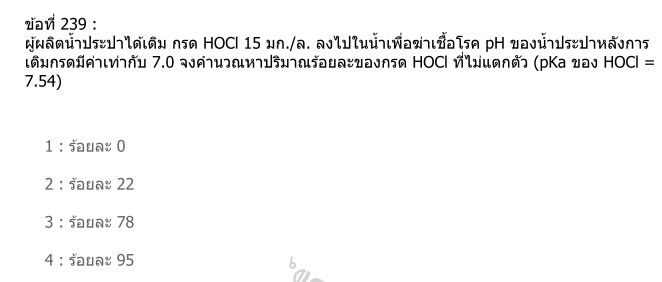 ข้อที่ 239 :
ผู้ผลิตน้ำประปาได้เติม กรด HOCl 15 มก./ล. ลงไปในน้ำเพื่อฆ่าเชื้อโรค pH ของน้ำประปาหลังการ
เติมกรดมีค่าเท่ากับ 7.0 จงคำนวณหาปริมาณร้อยละของกรด HOCl ที่ไม่แตกตัว (pKa ของ HOCl =
7.54)
1 : ร้อยละ 0
2 : ร้อยละ 22
3 : ร้อยละ 78
4 : ร้อยละ 95